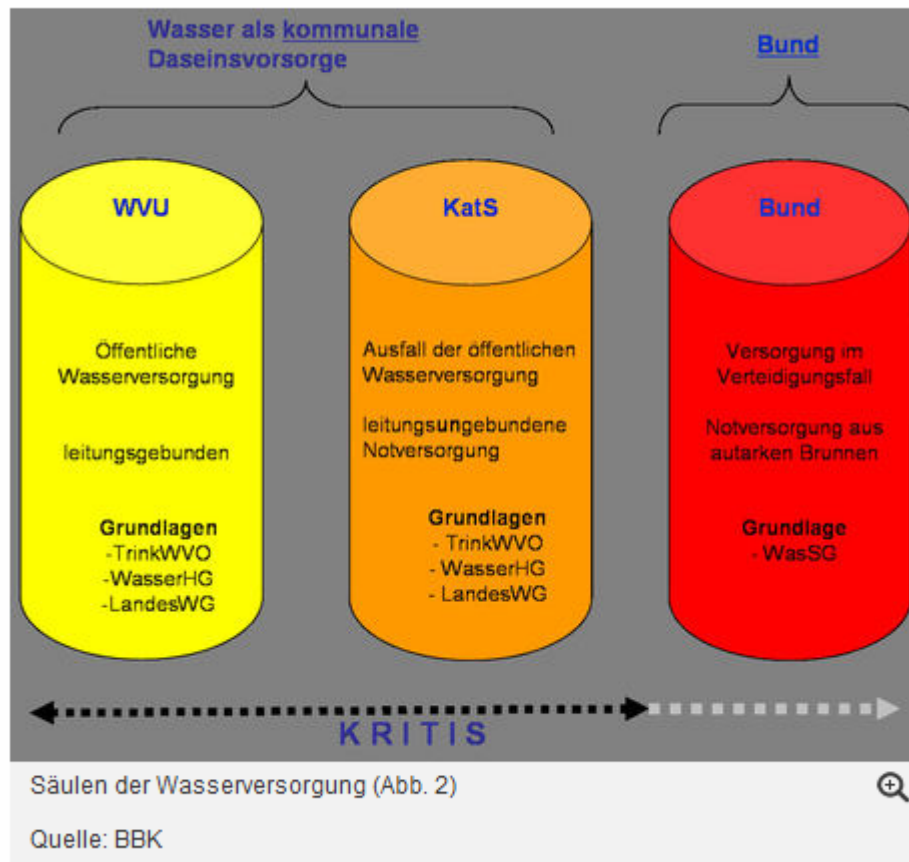 Wasser als kommunale
Daseinsvorsorge
Bund
WVU
Öffentliche
Wasserversorgung
leitungsgebunden
Grundlagen
-TrinkWVO
-WasserHG
-LandesWG
KatS
Ausfall der öffentlichen
Wasserversorgung
leitungsungebundene
Notversorgung
Grundlagen
- TrinkWVO
- WasserHG
- LandesWG
Bund
Versorgung im
Verteidigungsfall
Notversorgung aus
autarken Brunnen
Grundlage
- WasSG
K R I T I S
Säulen der Wasserversorgung (Abb. 2)
Quelle: BBK